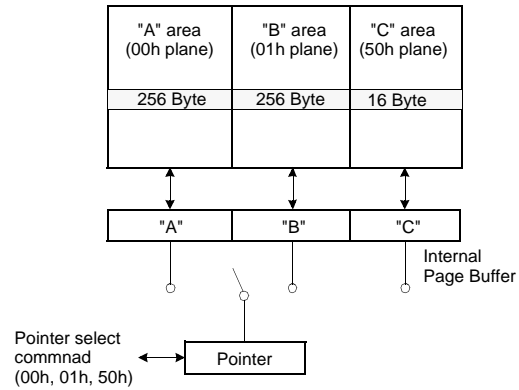 "A" area
(00h plane)
"B" area
(01h plane)
"C" area
(50h plane)
256 Byte
256 Byte
16 Byte
"A"
"B"
"C"
Internal
Page Buffer
Pointer select
commnad
(00h, 01h, 50h)
Pointer